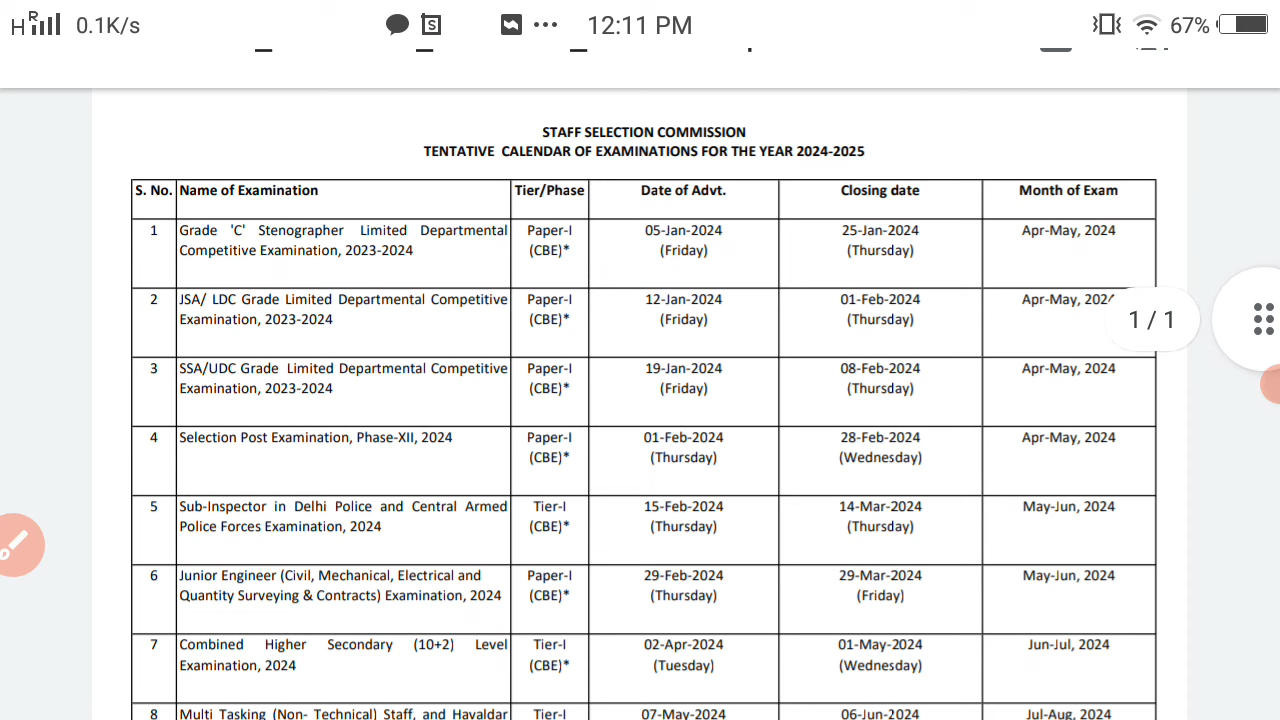 H R 0.1K/s S 12:11 PM 67%
STAFF SELECTION COMMISSION
TENTATIVE CALENDAR OF EXAMINATIONS FOR THE YEAR 2024-2025
S. No. Name of Examination Tier/Phase Date of Advt. Closing date Month of Exam
1 Grade 'C' Stenographer Limited Departmental Paper-I 05-Jan-2024 25-Jan-2024 Apr-May, 2024
Competitive Examination, 2023-2024 (CBE)* (Friday) (Thursday)
2 JSA/ LDC Grade Limited Departmental Competitive Paper-I 12-Jan-2024 01-Feb-2024 Apr-May, 2024
Examination, 2023-2024 (CBE)* (Friday) (Thursday)
1 / 1
3 SSA/UDC Grade Limited Departmental Competitive Paper-I 19-Jan-2024 08-Feb-2024 Apr-May, 2024
Examination, 2023-2024 (CBE)* (Friday) (Thursday)
4 Selection Post Examination, Phase-XII, 2024 Paper-I 01-Feb-2024 28-Feb-2024 Apr-May, 2024
(CBE)* (Thursday) (Wednesday)
5 Sub-Inspector in Delhi Police and Central Armed Tier-I 15-Feb-2024 14-Mar-2024 May-Jun, 2024
Police Forces Examination, 2024 (CBE)* (Thursday) (Thursday)
6 Junior Engineer (Civil, Mechanical, Electrical and Paper-I 29-Feb-2024 29-Mar-2024 May-Jun, 2024
Quantity Surveying & Contracts) Examination, 2024 (CBE)* (Thursday) (Friday)
7 Combined Higher Secondary (10+2) Level Tier-I 02-Apr-2024 01-May-2024 Jun-Jul, 2024
Examination, 2024 (CBE)* (Tuesday) (Wednesday)
8 Multi Tasking (Non- Technical) Staff, and Havaldar Tier-I 07-May-2024 06-Jun-2024 Jul-Aug, 2024